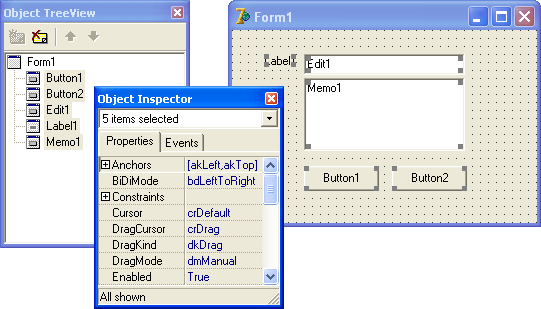 Object TreeView
Form1
Button1
Button2
Edit1
Label1
Memo1
Object Inspector
5 items selected
Properties
Events
Anchors [akLeft,akTop]
BiDiMode bdLeftToRight
Constraints
Cursor crDefault
DragCursor crDrag
DragKind dkDrag
DragMode dmManual
Enabled True
All shown
7 Form1
Label Edit1
Memo1
Button1 Button2